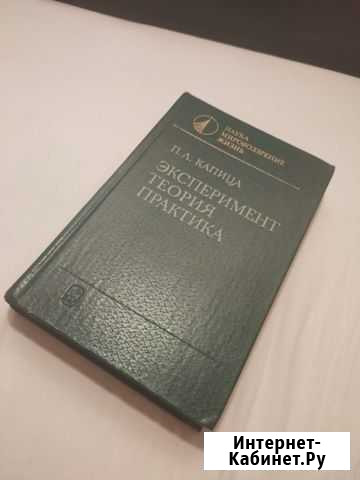 НАУКА
МИРОВОЗЗРЕНИЕ
ЖИЗНЬ
П.Л. КАПИЦА
ЭКСПЕРИМЕНТ
ТЕОРИЯ
ПРАКТИКА
Интернет-
Кабинет.Ру